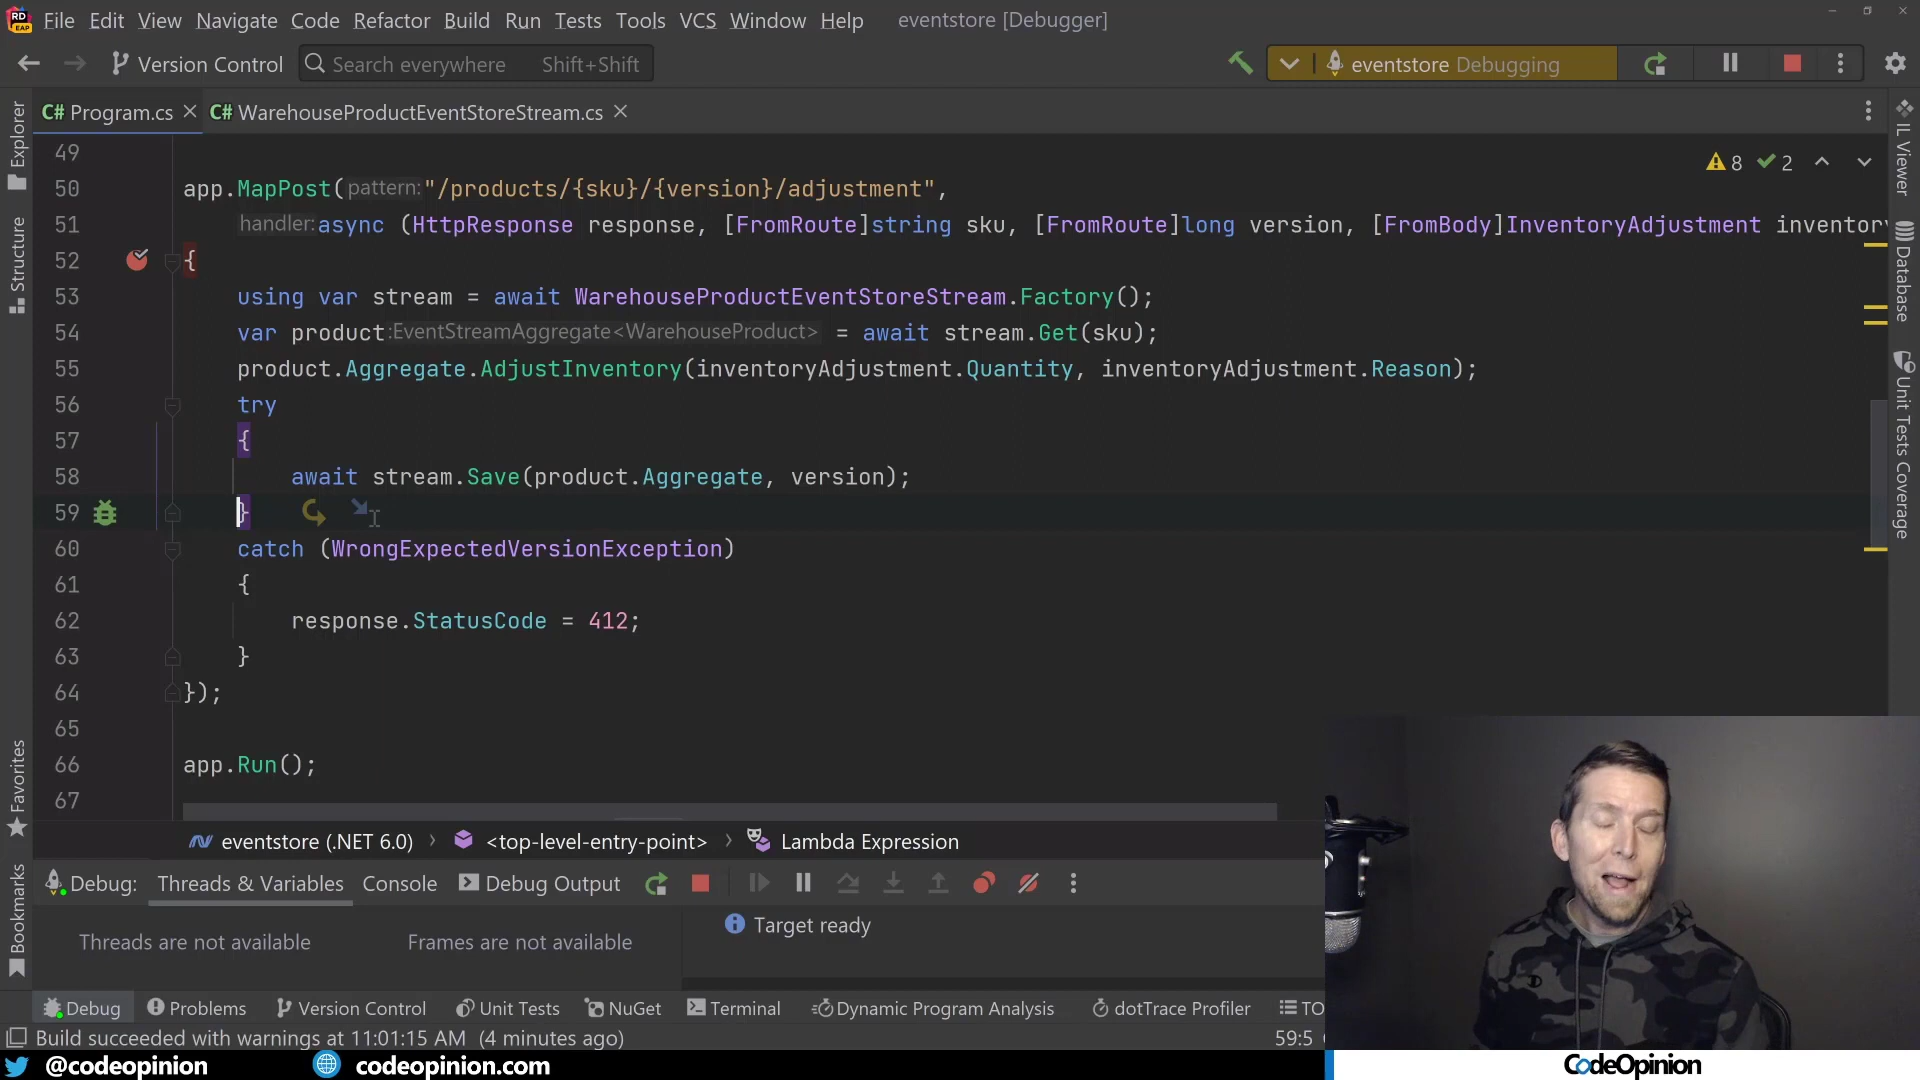 File Edit View Navigate Code Refactor Build Run Tests Tools VCS Window Help eventstore [Debugger]
Version Control Search everywhere Shift+Shift eventstore Debugging
C# Program.cs C# WarehouseProductEventStoreStream.cs
Explorer
Structure
Favorites
Bookmarks
IL Viewer
Database
Unit Tests Coverage
8 2
49
50 app.MapPost(pattern:"/products/{sku}/{version}/adjustment",
51 handler:async (HttpResponse response, [FromRoute]string sku, [FromRoute]long version, [FromBody]InventoryAdjustment inventory
52 {
53 using var stream = await WarehouseProductEventStoreStream.Factory();
54 var product:EventStreamAggregate<WarehouseProduct> = await stream.Get(sku);
55 product.Aggregate.AdjustInventory(inventoryAdjustment.Quantity, inventoryAdjustment.Reason);
56 try
57 {
58 await stream.Save(product.Aggregate, version);
59 }
60 catch (WrongExpectedVersionException)
61 {
62 response.StatusCode = 412;
63 }
64 });
65
66 app.Run();
67
eventstore (.NET 6.0) <top-level-entry-point> Lambda Expression
Debug: Threads & Variables Console Debug Output
Threads are not available Frames are not available Target ready
Debug Problems Version Control Unit Tests NuGet Terminal Dynamic Program Analysis dotTrace Profiler TO
Build succeeded with warnings at 11:01:15 AM (4 minutes ago) 59:5
@codeopinion codeopinion.com CodeOpinion